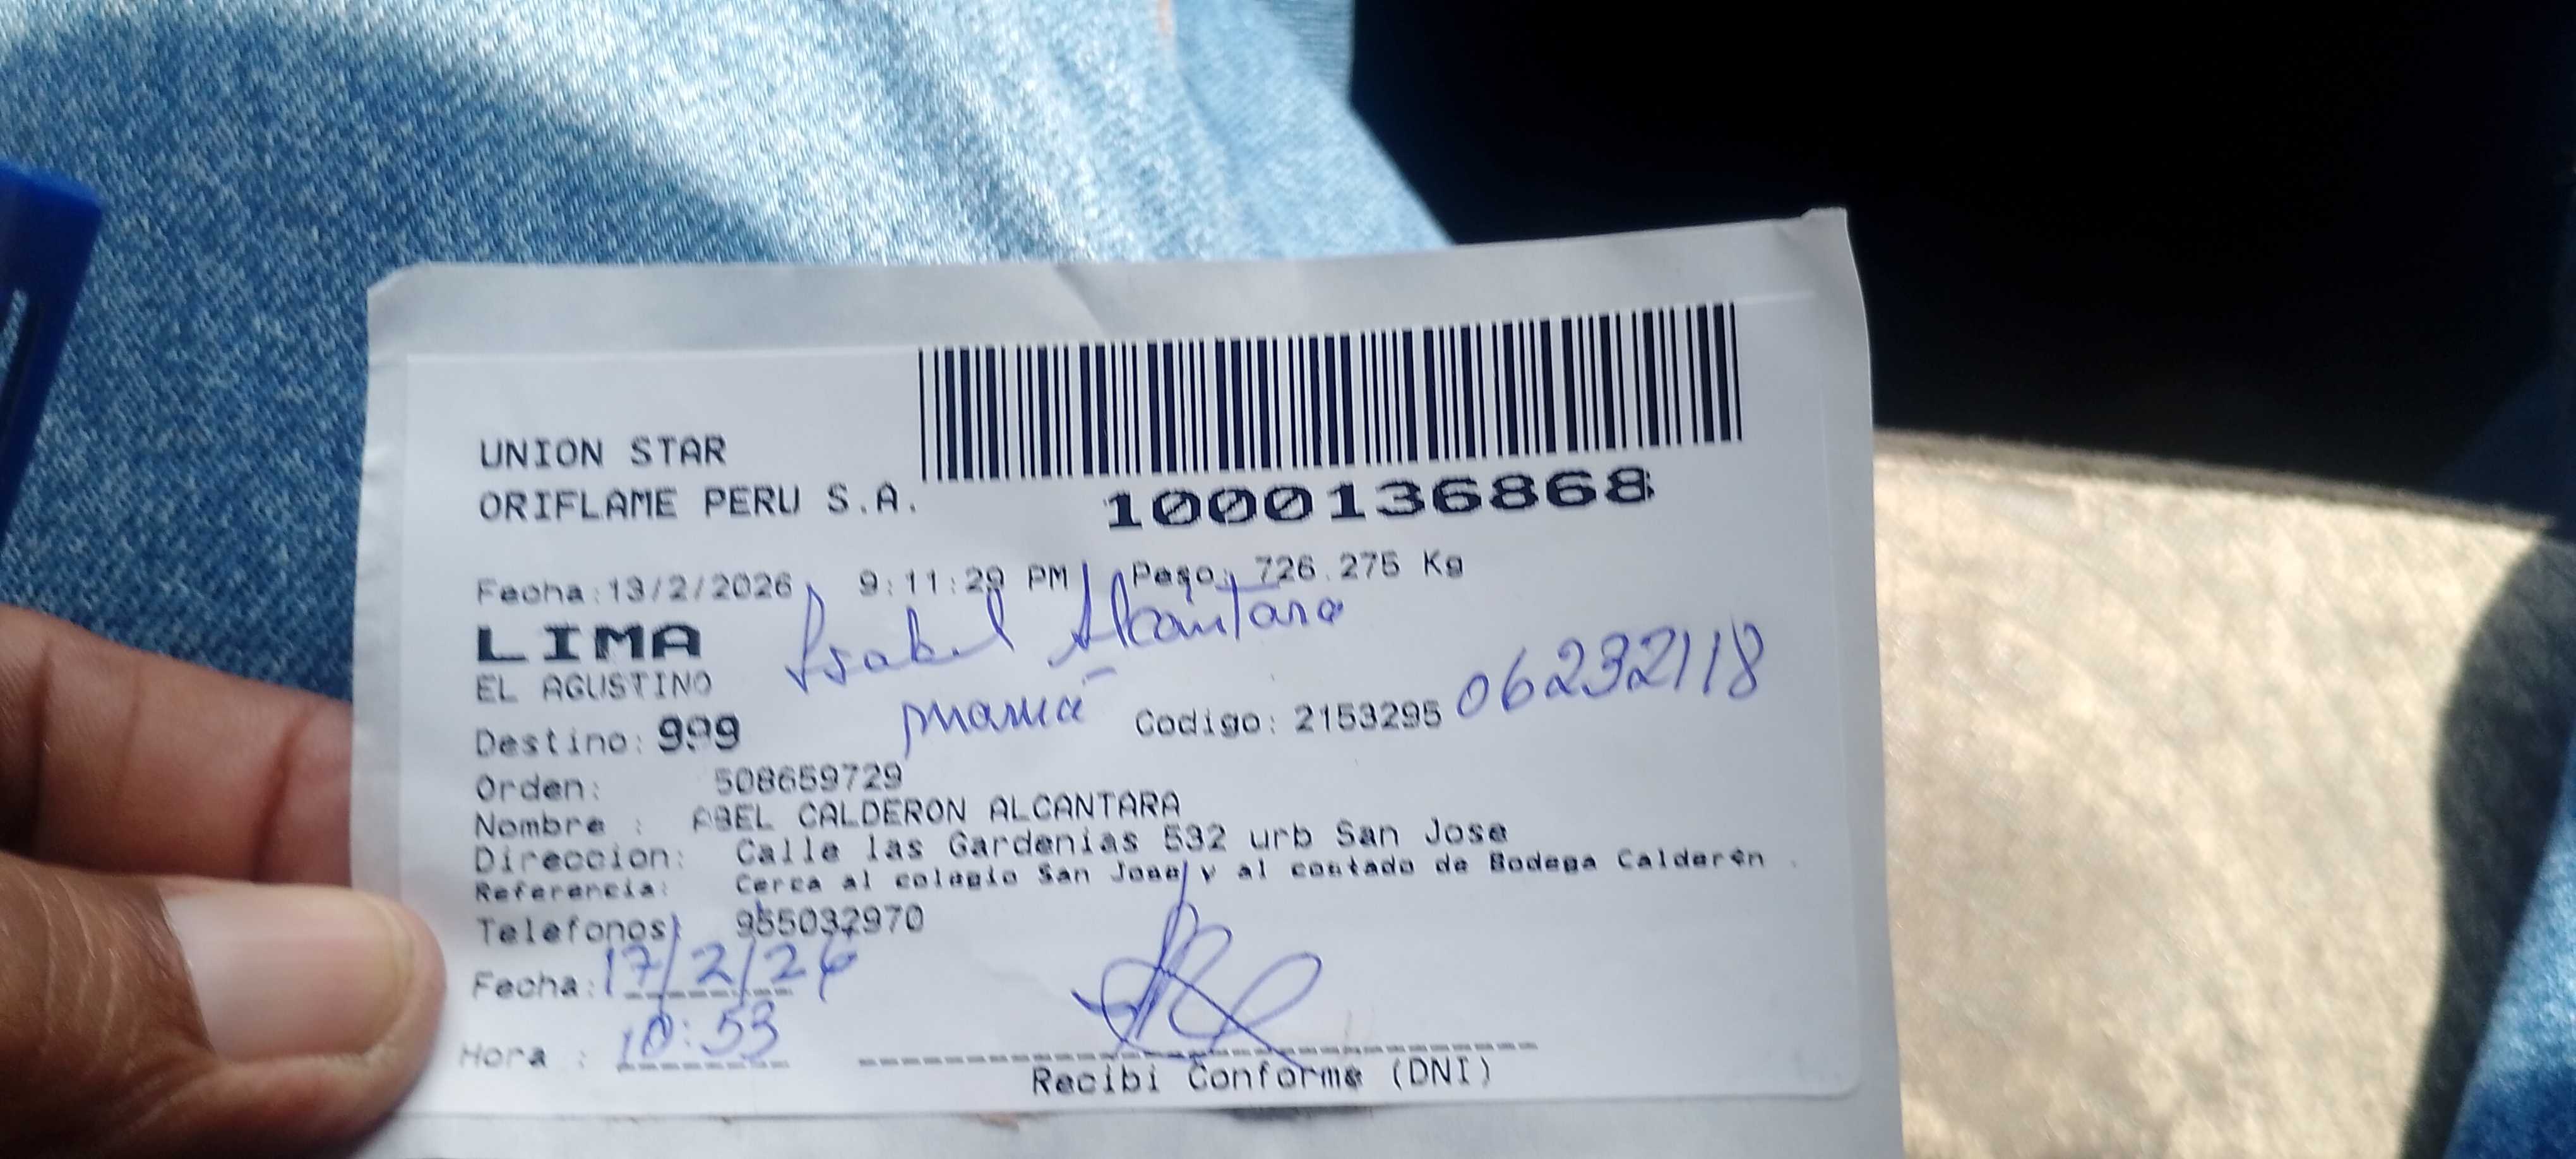 UNION STAR
ORIFLAME PERU S.A.
1000136868
Fecha:13/2/2026 9:11:29 PM Peso: 726.275 Kg
Isabel Alcantara
LIMA
EL AGUSTINO
mamá
Destino: 999 Codigo: 2153295 06232118
Orden: 508659729
Nombre : ABEL CALDERON ALCANTARA
Direccion: Calle las Gardenias 532 urb San Jose
Referencia: Cerca al colegio San Jose y al costado de Bodega Calderón
Telefonos: 955032970
Fecha: 17/2/26
Hora : 10:53
Recibi Conforme (DNI)